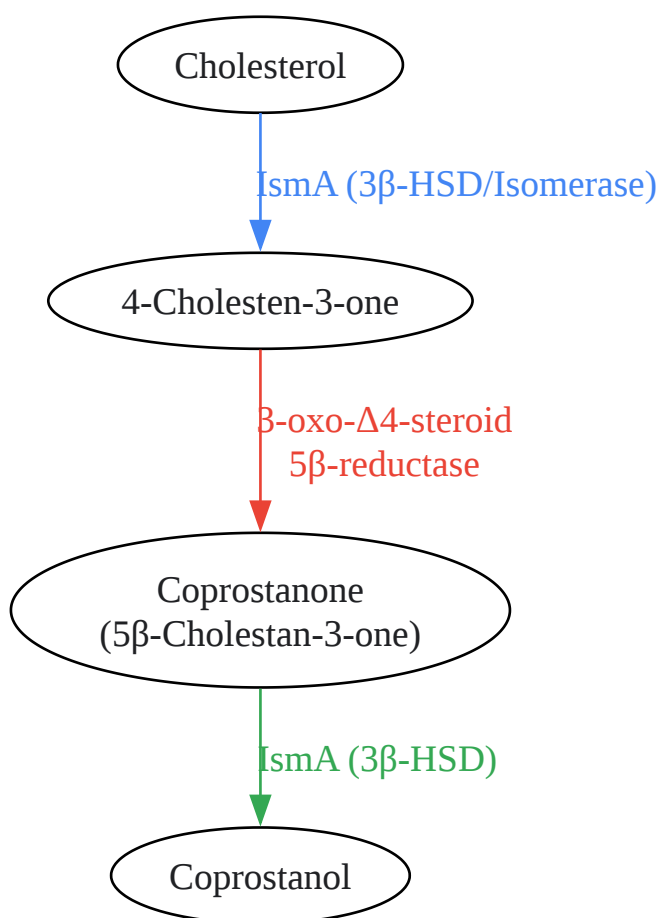 Cholesterol
IsmA (3β-HSD/Isomerase)
4-Cholesten-3-one
3-oxo-Δ4-steroid
5β-reductase
Coprostanone
(5β-Cholestan-3-one)
IsmA (3β-HSD)
Coprostanol